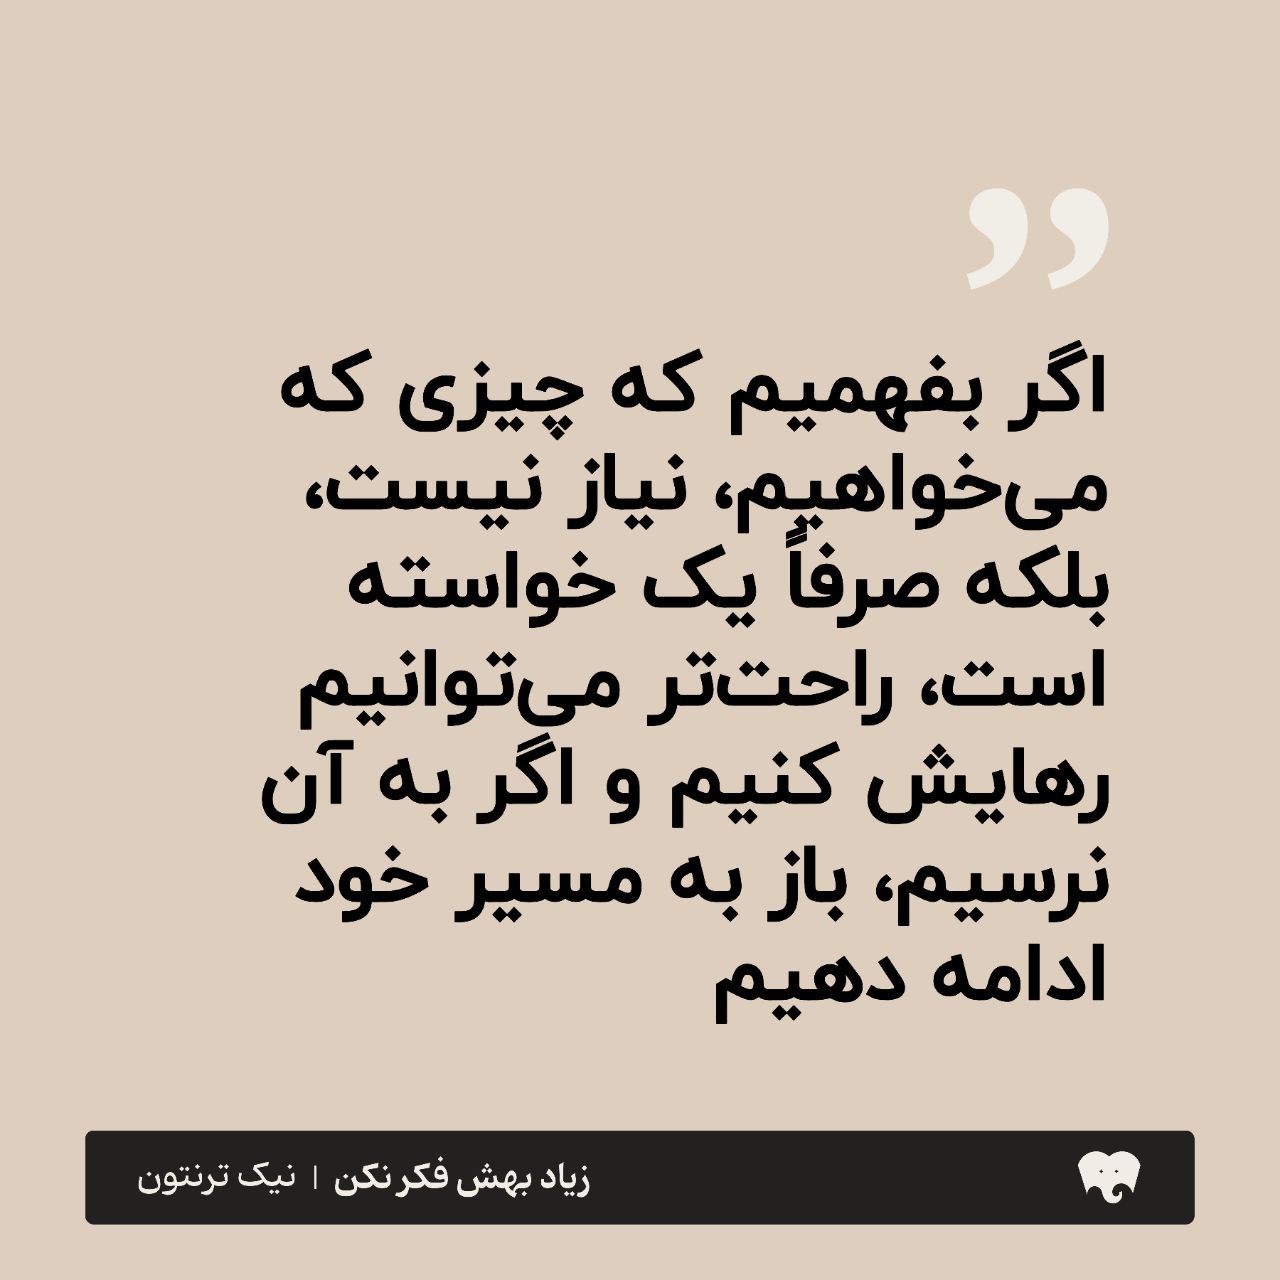 ”
اگر بفهمیم که چیزی که
می‌خواهیم، نیاز نیست،
بلکه صرفاً یک خواسته
است، راحت‌تر می‌توانیم
رهایش کنیم و اگر به آن
نرسیم، باز به مسیر خود
ادامه دهیم
زیاد بهش فکر نکن | نیک ترنتون